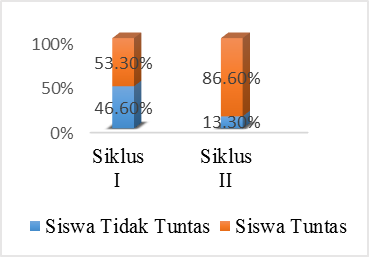 100%
50%
0%
53.30%
46.60%
86.60%
13.30%
Siklus
I
Siklus
II
Siswa Tidak Tuntas
Siswa Tuntas